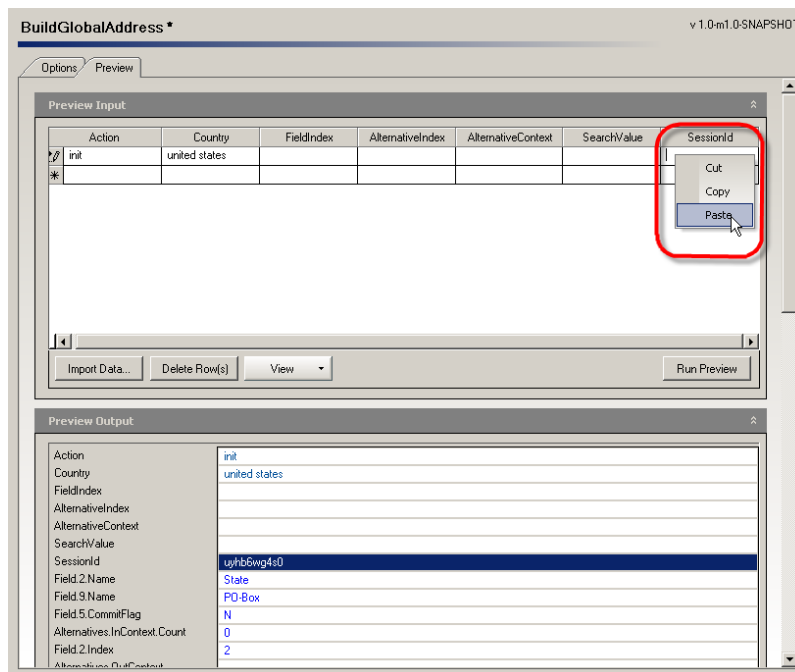 BuildGlobalAddress *
v 1.0-m1.0-SNAPSHOT
Options Preview
Preview Input
Action Country FieldIndex AlternativeIndex AlternativeContext SearchValue SessionId
init united states
Cut
Copy
Paste
Import Data... Delete Row(s) View Run Preview
Preview Output
Action init
Country united states
FieldIndex
AlternativeIndex
AlternativeContext
SearchValue
SessionId uyhb6wg4s0
Field.2.Name State
Field.9.Name PO-Box
Field.5.CommitFlag N
Alternatives.InContext.Count 0
Field.2.Index 2
Alternatives.OutContext